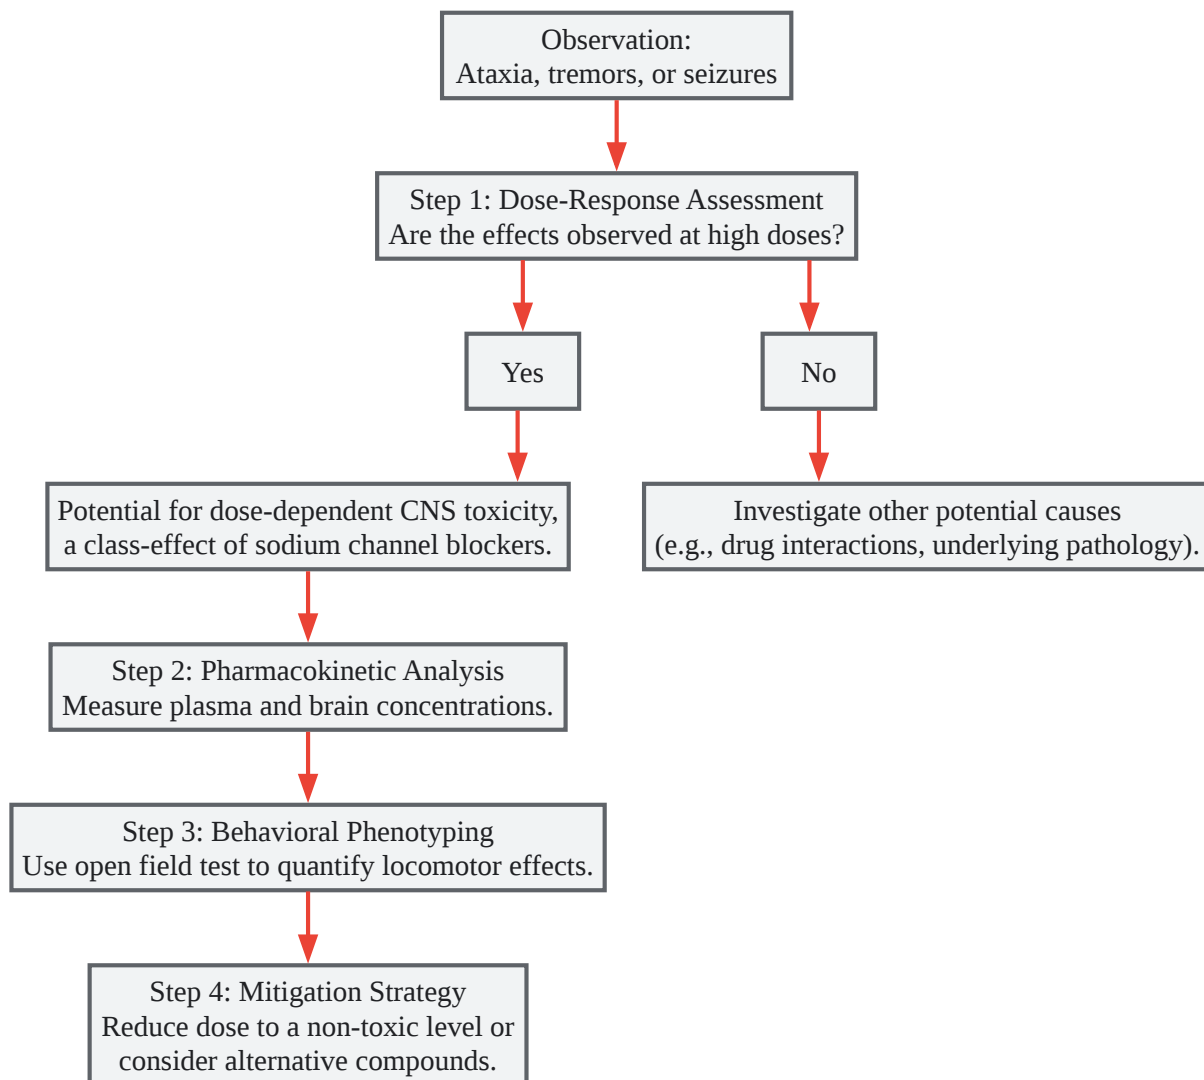 Observation:
Ataxia, tremors, or seizures
Step 1: Dose-Response Assessment
Are the effects observed at high doses?
Yes
No
Potential for dose-dependent CNS toxicity,
a class-effect of sodium channel blockers.
Investigate other potential causes
(e.g., drug interactions, underlying pathology).
Step 2: Pharmacokinetic Analysis
Measure plasma and brain concentrations.
Step 3: Behavioral Phenotyping
Use open field test to quantify locomotor effects.
Step 4: Mitigation Strategy
Reduce dose to a non-toxic level or
consider alternative compounds.